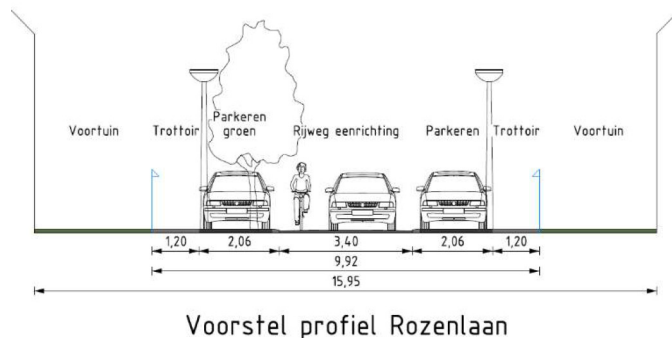 Voortuin
Trottoir
Parkeren
groen
Rijweg eenrichting
Parkeren
Trottoir
Voortuin
1,20
2,06
3,40
2,06
1,20
9,92
15,95
Voorstel profiel Rozenlaan